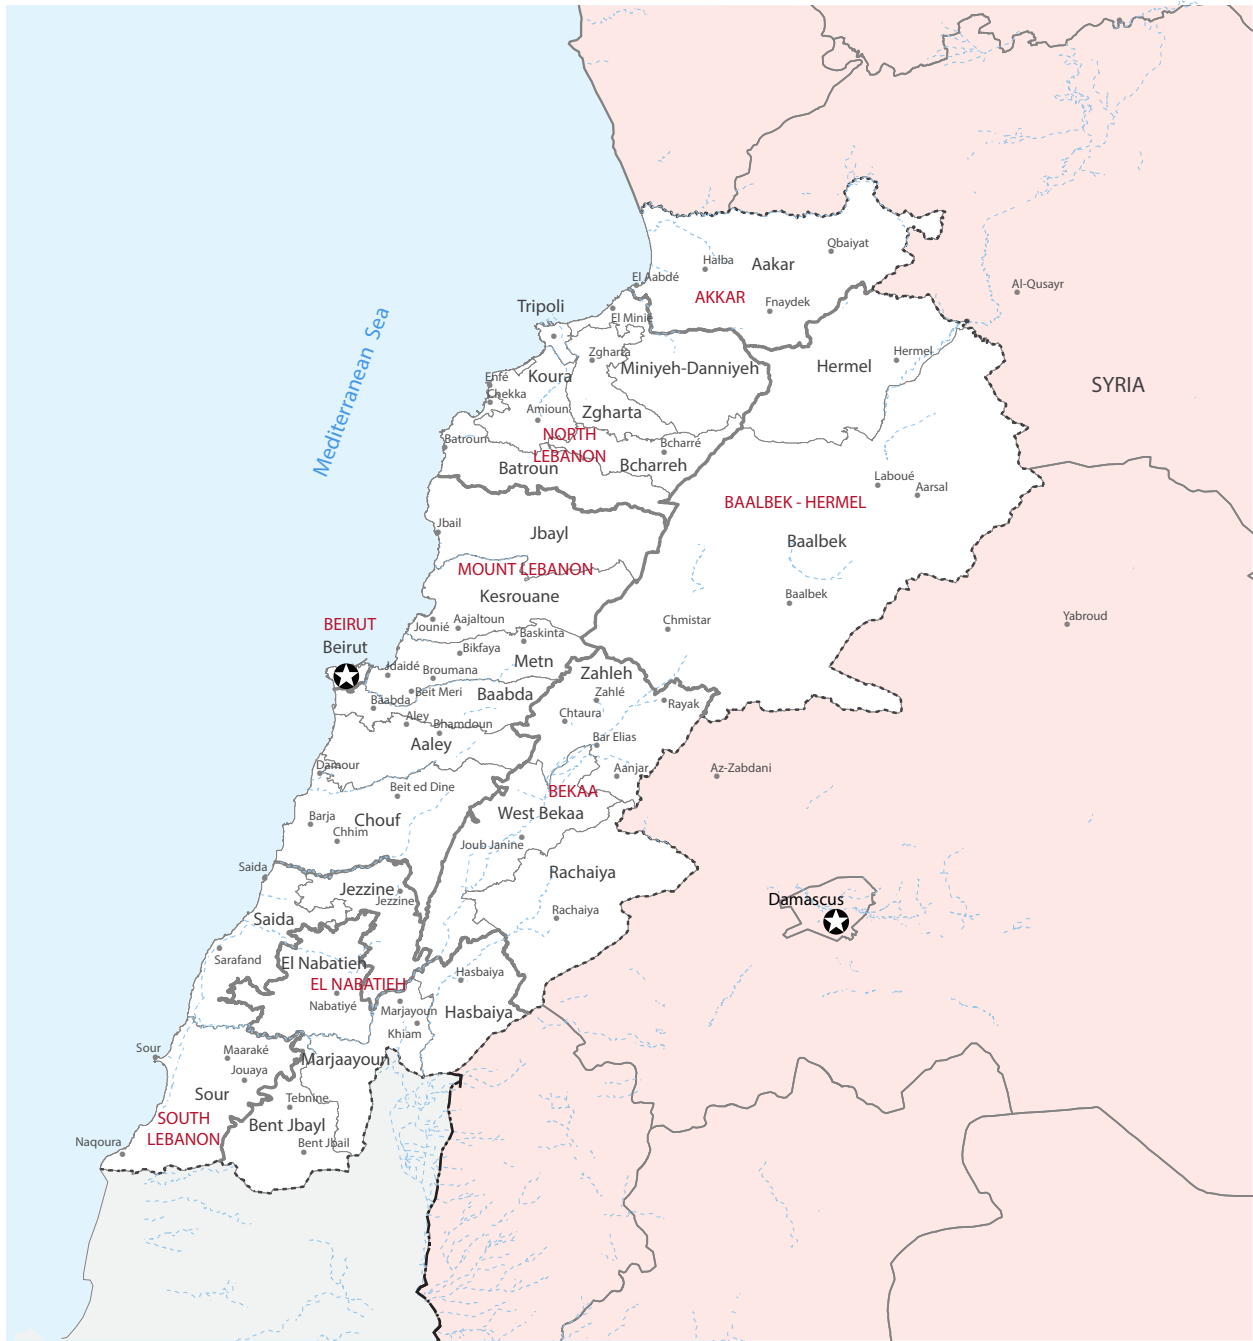 Qbaiyat
Halba
Aakar
El Aabdé
Al-Qusayr
AKKAR
Tripoli
Fnaydek
El Minié
Mediterranean Sea
Zgharta
Hermel
Hermel
Miniyeh-Danniyeh
Koura
Enfé
SYRIA
Chekka
Amioun
Zgharta
NORTH
LEBANON
Batroun
Bcharré
Batroun
Bcharreh
Laboué
Aarsal
BAALBEK - HERMEL
Jbail
Jbayl
Baalbek
MOUNT LEBANON
Kesrouane
Baalbek
Yabroud
BEIRUT
Beirut
Jounié
Aajaltoun
Baskinta
Chmistar
Bikfaya
Metn
Jdaidé
Broumana
Zahleh
Beit Meri
Baabda
Zahlé
Baabda
Rayak
Aley
Bhamdoun
Chtaura
Aaley
Bar Elias
Damour
Aanjar
Az-Zabdani
Beit ed Dine
BEKAA
Barja
Chouf
West Bekaa
Chhim
Joub Janine
Saida
Rachaiya
Jezzine
Jezzine
Damascus
Saida
Rachaiya
Sarafand
El Nabatieh
EL NABATIEH
Hasbaiya
Nabatiyé
Marjayoun
Hasbaiya
Khiam
Sour
Maaraké
Marjaayoun
Jouaya
Sour
Tebnine
SOUTH
LEBANON
Bent Jbayl
Naqoura
Bent Jbail